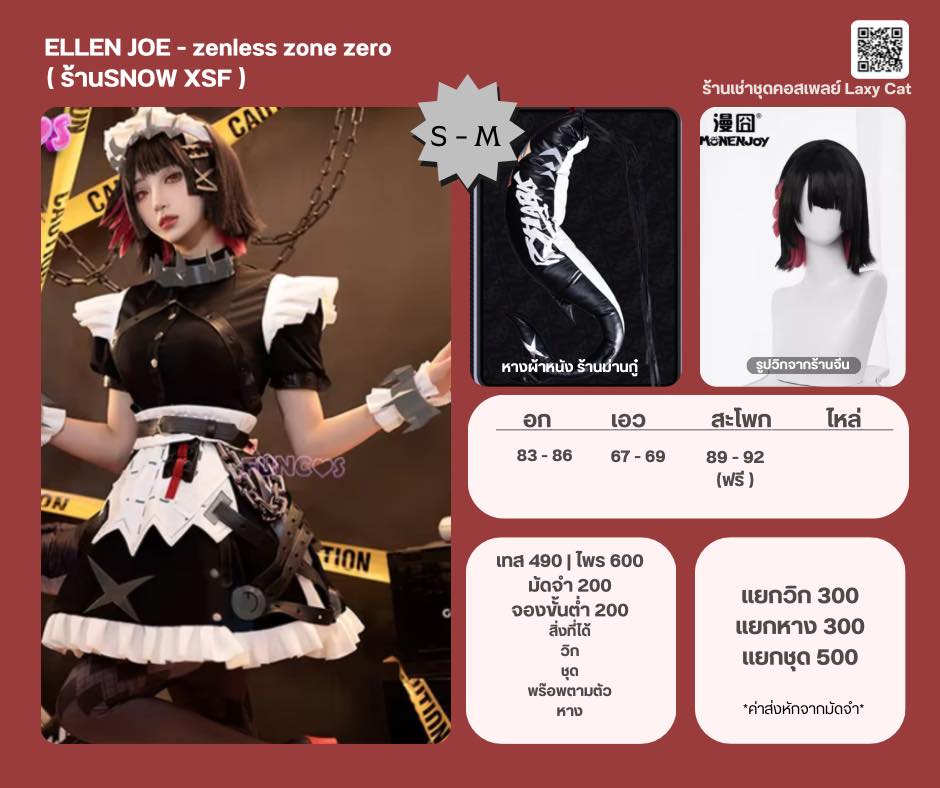 ELLEN JOE - zenless zone zero
( ร้านSNOW XSF )
ร้านเช่าชุดคอสเพลย์ Laxy Cat
S - M
CAUTION
CAUTION
TION
CAUTION
FUNC♥S
漫囧®
MONENJOY
หางผ้าหนัง ร้านม่านกู๋
รูปวิกจากร้านจีน
อก เอว สะโพก ไหล่
83 - 86 67 - 69 89 - 92
(ฟรี )
เทส 490 | ไพร 600
มัดจำ 200
จองขั้นต่ำ 200
สิ่งที่ได้
วิก
ชุด
พร๊อพตามตัว
หาง
แยกวิก 300
แยกหาง 300
แยกชุด 500
*ค่าส่งหักจากมัดจำ*